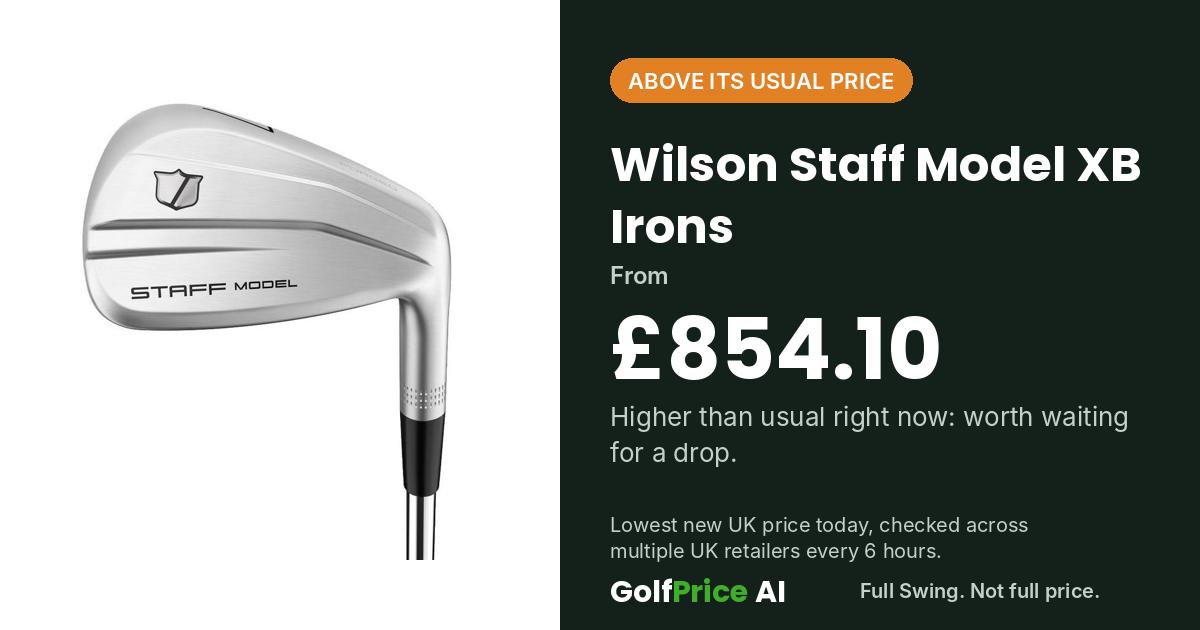 STAFF MODEL
ABOVE ITS USUAL PRICE
Wilson Staff Model XB
Irons
From
£854.10
Higher than usual right now: worth waiting
for a drop.
Lowest new UK price today, checked across
multiple UK retailers every 6 hours.
GolfPrice AI
Full Swing. Not full price.